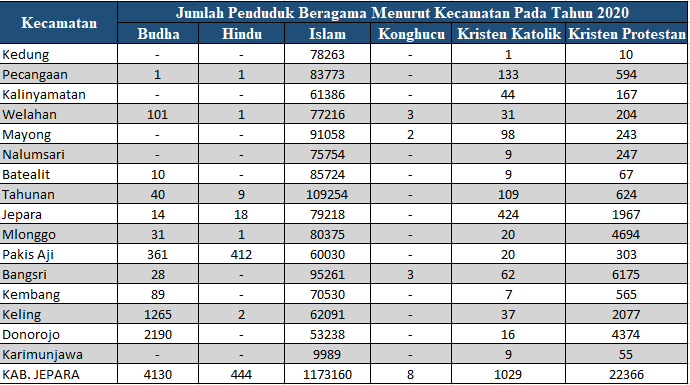 Kecamatan Jumlah Penduduk Beragama Menurut Kecamatan Pada Tahun 2020
Budha Hindu Islam Konghucu Kristen Katolik Kristen Protestan
Kedung - - 78263 - 1 10
Pecangaan 1 1 83773 - 133 594
Kalinyamatan - - 61386 - 44 167
Welahan 101 1 77216 3 31 204
Mayong - - 91058 2 98 243
Nalumsari - - 75754 - 9 247
Batealit 10 - 85724 - 9 67
Tahunan 40 9 109254 - 109 624
Jepara 14 18 79218 - 424 1967
Mlonggo 31 1 80375 - 20 4694
Pakis Aji 361 412 60030 - 20 303
Bangsri 28 - 95261 3 62 6175
Kembang 89 - 70530 - 7 565
Keling 1265 2 62091 - 37 2077
Donorojo 2190 - 53238 - 16 4374
Karimunjawa - - 9989 - 9 55
KAB. JEPARA 4130 444 1173160 8 1029 22366